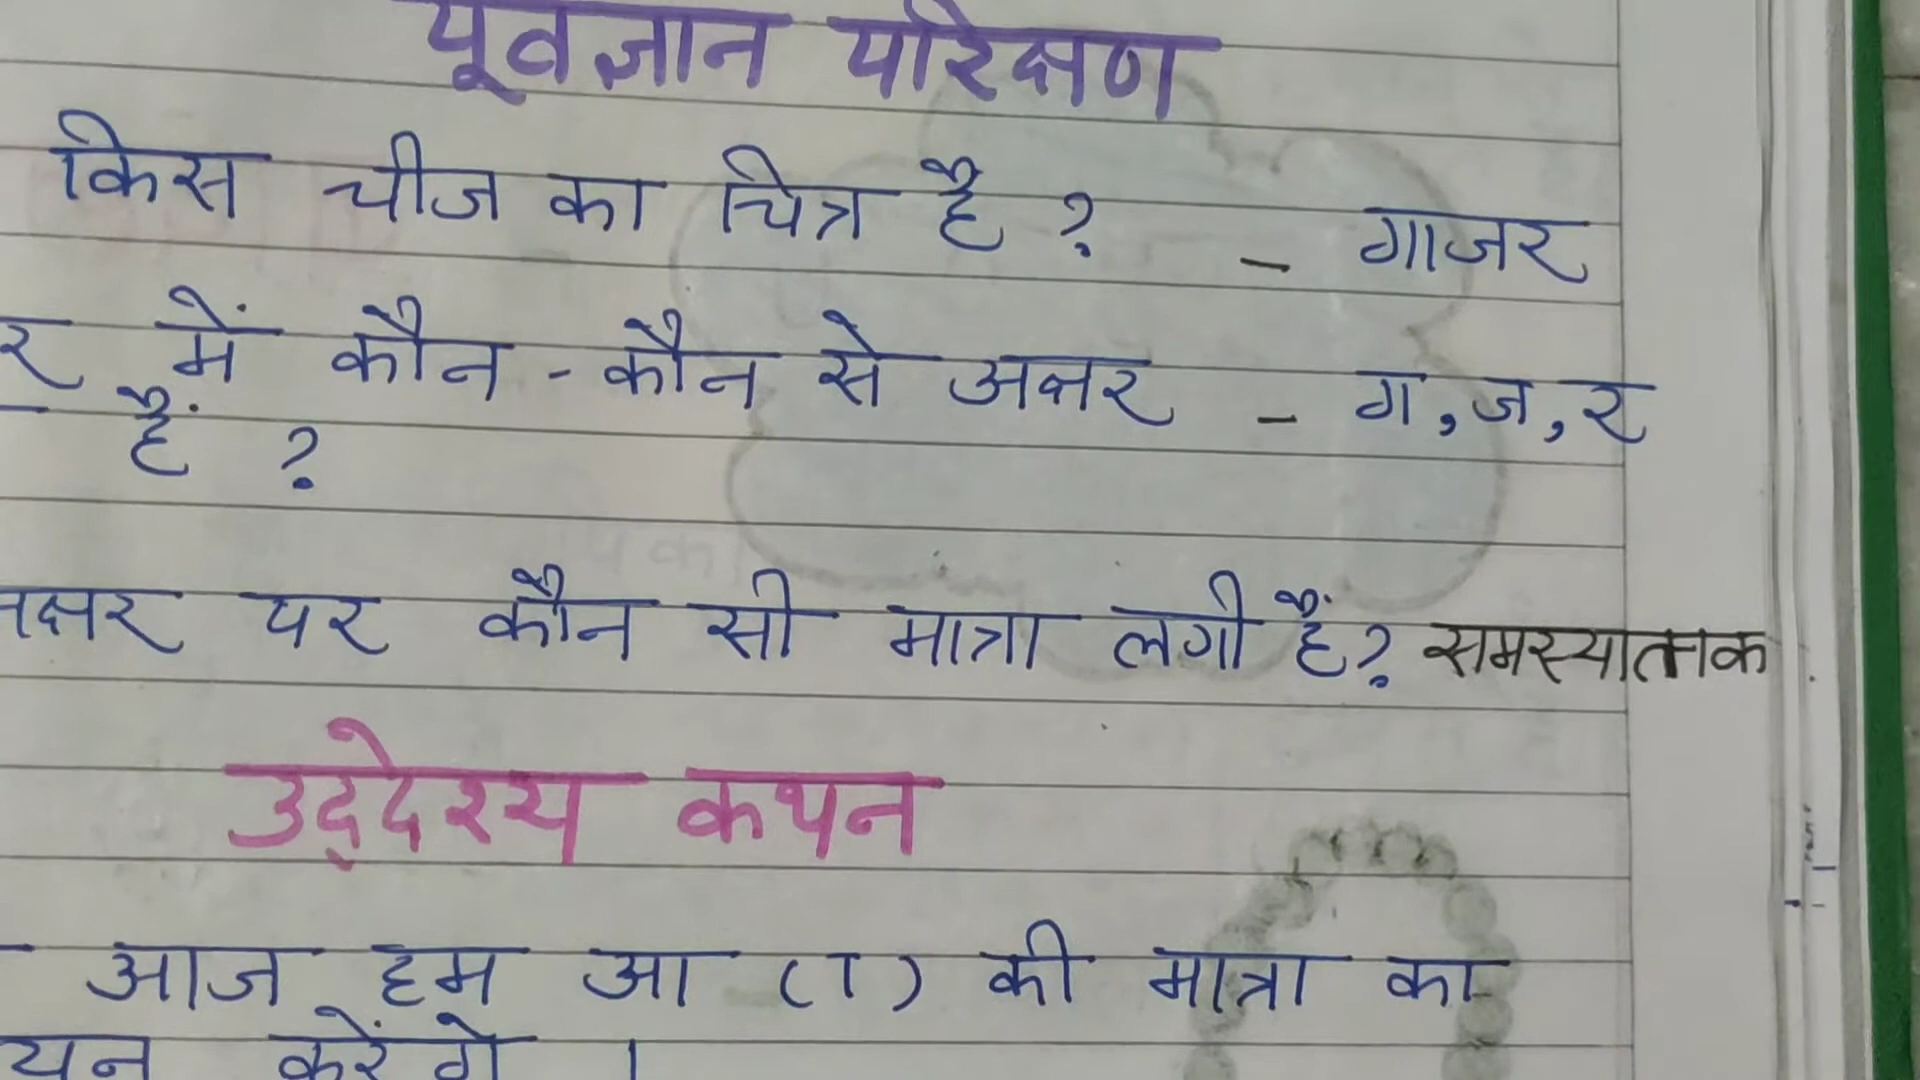 पूर्वज्ञान परिक्षण
किस चीज का चित्र है ? - गाजर
र में कौन - कौन से अक्षर - ग, ज, र
हैं ?
क्षर पर कौन सी मात्रा लगी हैं? समस्यात्मक
उद्देश्य कथन
आज हम आ (ा) की मात्रा का
यन करेंगे ।